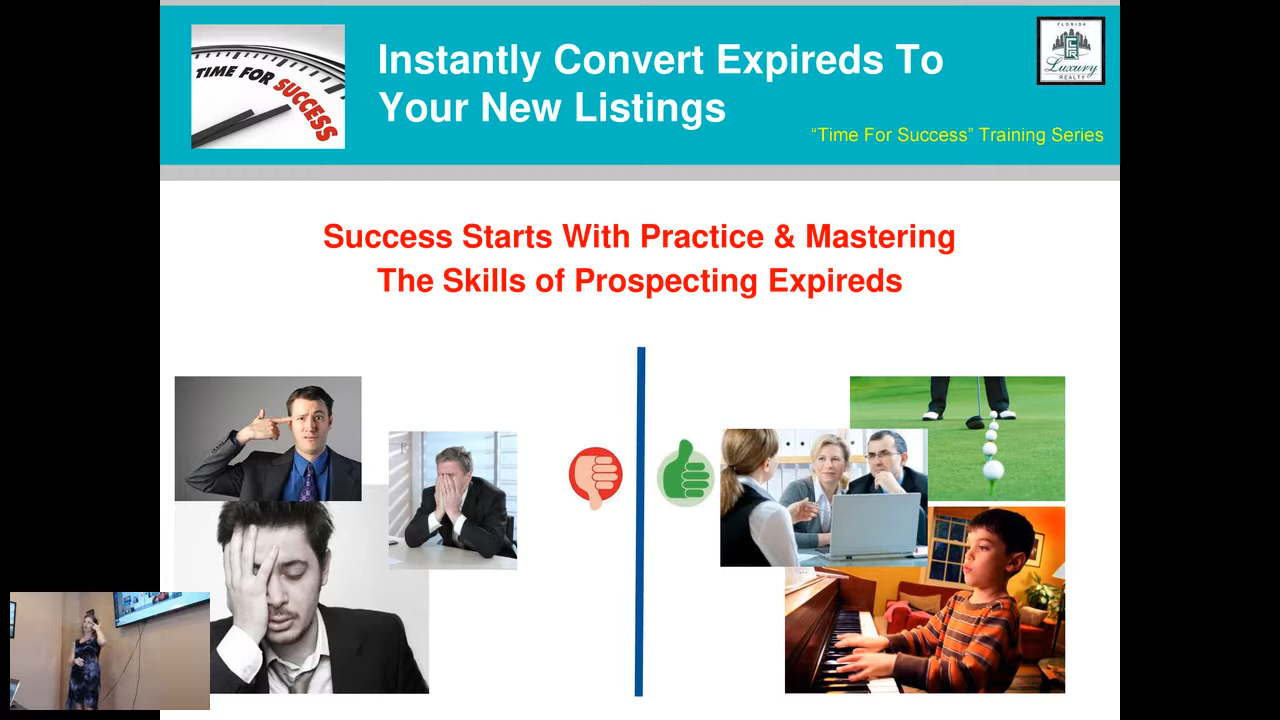 TIME FOR SUCCESS
Instantly Convert Expireds To
Your New Listings
FLORIDA
Luxury
REALTY
“Time For Success” Training Series
Success Starts With Practice & Mastering
The Skills of Prospecting Expireds